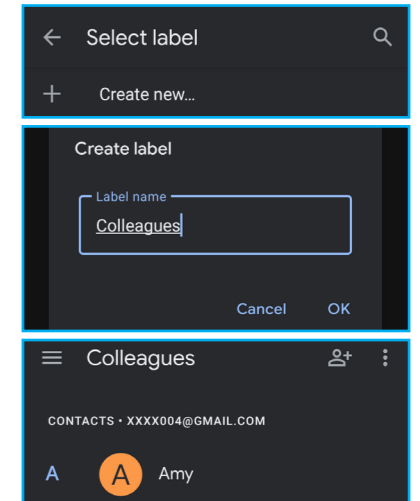 Select label
Create new...
Create label
Label name
Colleagues
Cancel OK
Colleagues
CONTACTS • XXXX004@GMAIL.COM
A A Amy